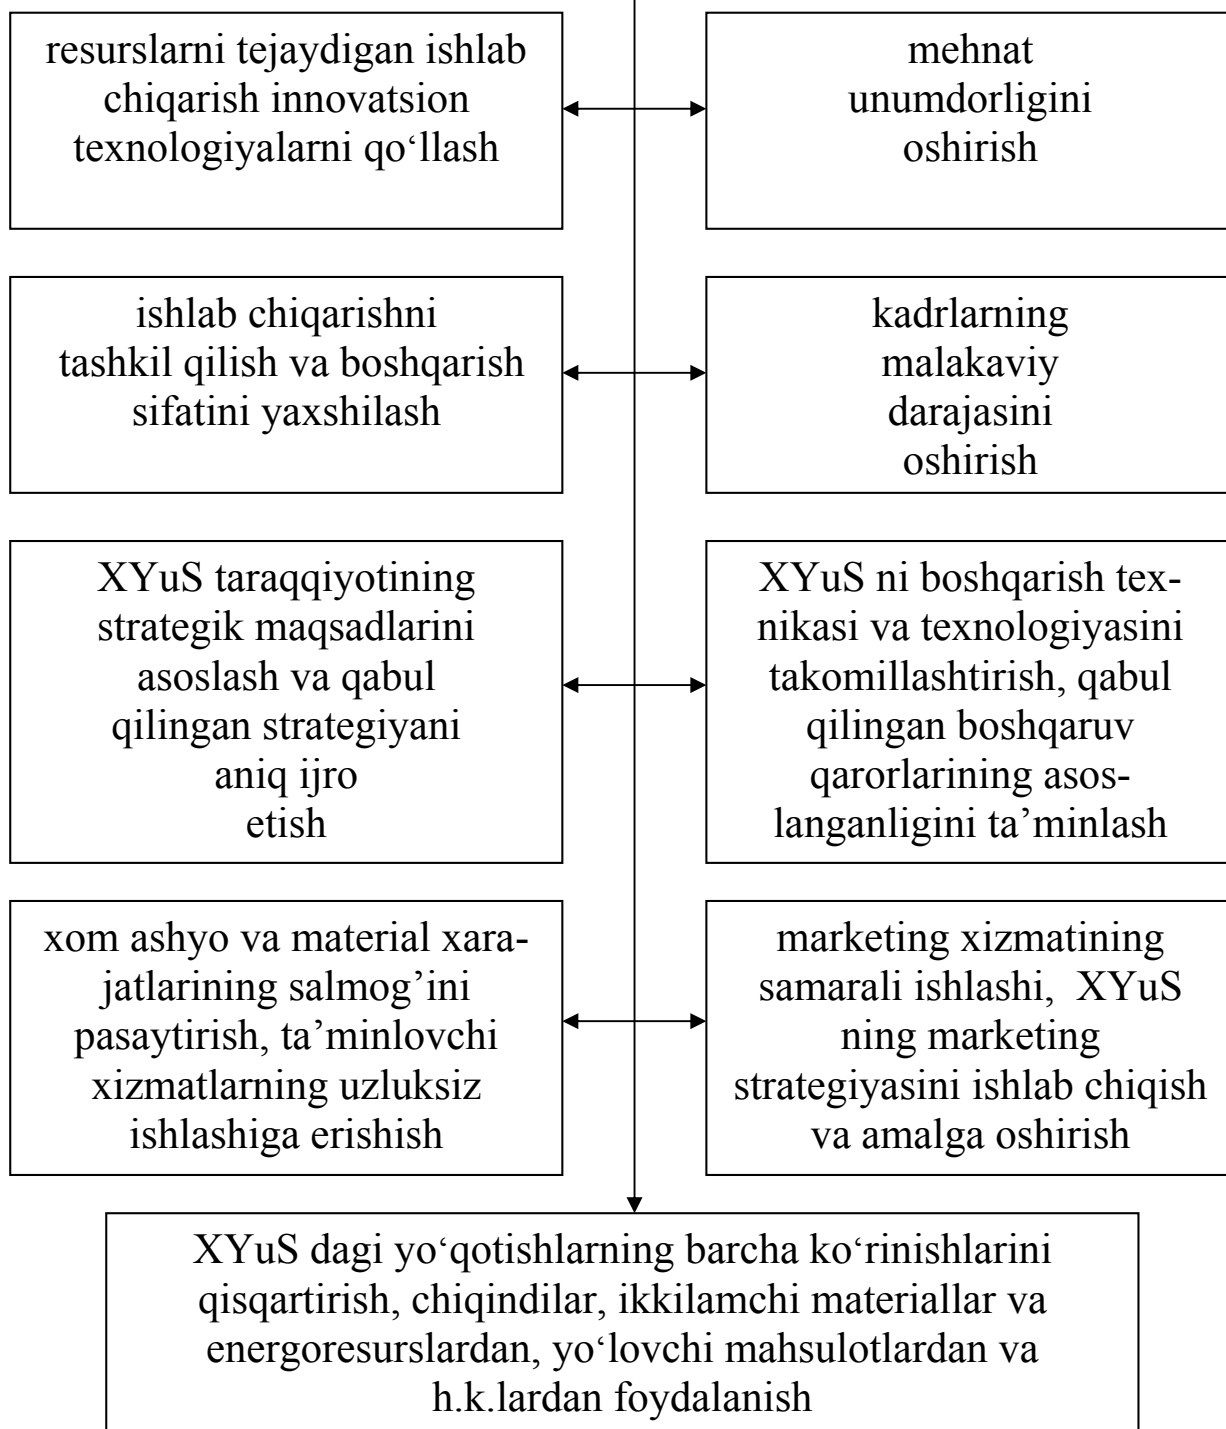 resurslarni tejaydigan ishlab
chiqarish innovatsion
texnologiyalarni qo‘llash
mehnat
unumdorligini
oshirish
ishlab chiqarishni
tashkil qilish va boshqarish
sifatini yaxshilash
kadrlarning
malakaviy
darajasini
oshirish
XYuS taraqqiyotining
strategik maqsadlarini
asoslash va qabul
qilingan strategiyani
aniq ijro
etish
XYuS ni boshqarish tex-
nikasi va texnologiyasini
takomillashtirish, qabul
qilingan boshqaruv
qarorlarining asos-
langanligini ta’minlash
xom ashyo va material xara-
jatlarining salmog’ini
pasaytirish, ta’minlovchi
xizmatlarning uzluksiz
ishlashiga erishish
marketing xizmatining
samarali ishlashi, XYuS
ning marketing
strategiyasini ishlab chiqish
va amalga oshirish
XYuS dagi yo‘qotishlarning barcha ko‘rinishlarini
qisqartirish, chiqindilar, ikkilamchi materiallar va
energoresurslardan, yo‘lovchi mahsulotlardan va
h.k.lardan foydalanish